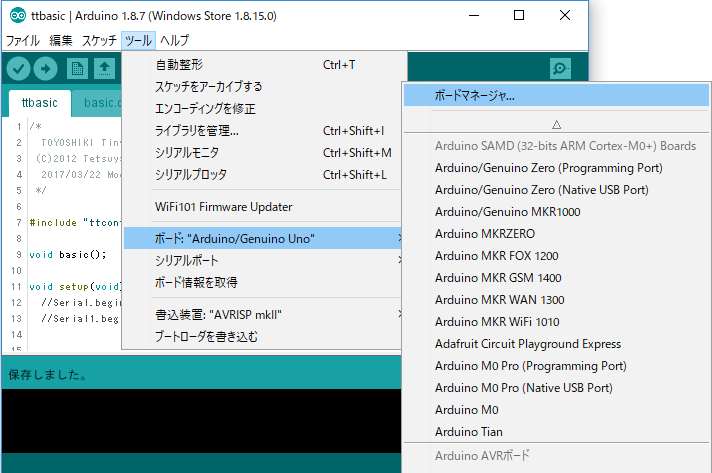 ttbasic | Arduino 1.8.7 (Windows Store 1.8.15.0)
ファイル 編集 スケッチ ツール ヘルプ
ttbasic
basic.c
1 /*
2 TOYOSHIKI Tiny
3 (C)2012 Tetsuy
4 2017/03/22 Mod
5 */
6
7 #include "ttcon
8
9 void basic();
10
11 void setup(void)
12 //Serial.begin
13 //Serial1.beg
14
15
保存しました。
自動整形 Ctrl+T
スケッチをアーカイブする
エンコーディングを修正
ライブラリを管理... Ctrl+Shift+I
シリアルモニタ Ctrl+Shift+M
シリアルプロッタ Ctrl+Shift+L
WiFi101 Firmware Updater
ボード: "Arduino/Genuino Uno"
シリアルポート
ボード情報を取得
書込装置: "AVRISP mkII"
ブートローダを書き込む
ボードマネージャ...
△
Arduino SAMD (32-bits ARM Cortex-M0+) Boards
Arduino/Genuino Zero (Programming Port)
Arduino/Genuino Zero (Native USB Port)
Arduino/Genuino MKR1000
Arduino MKRZERO
Arduino MKR FOX 1200
Arduino MKR GSM 1400
Arduino MKR WAN 1300
Arduino MKR WiFi 1010
Adafruit Circuit Playground Express
Arduino M0 Pro (Programming Port)
Arduino M0 Pro (Native USB Port)
Arduino M0
Arduino Tian
Arduino AVRボード